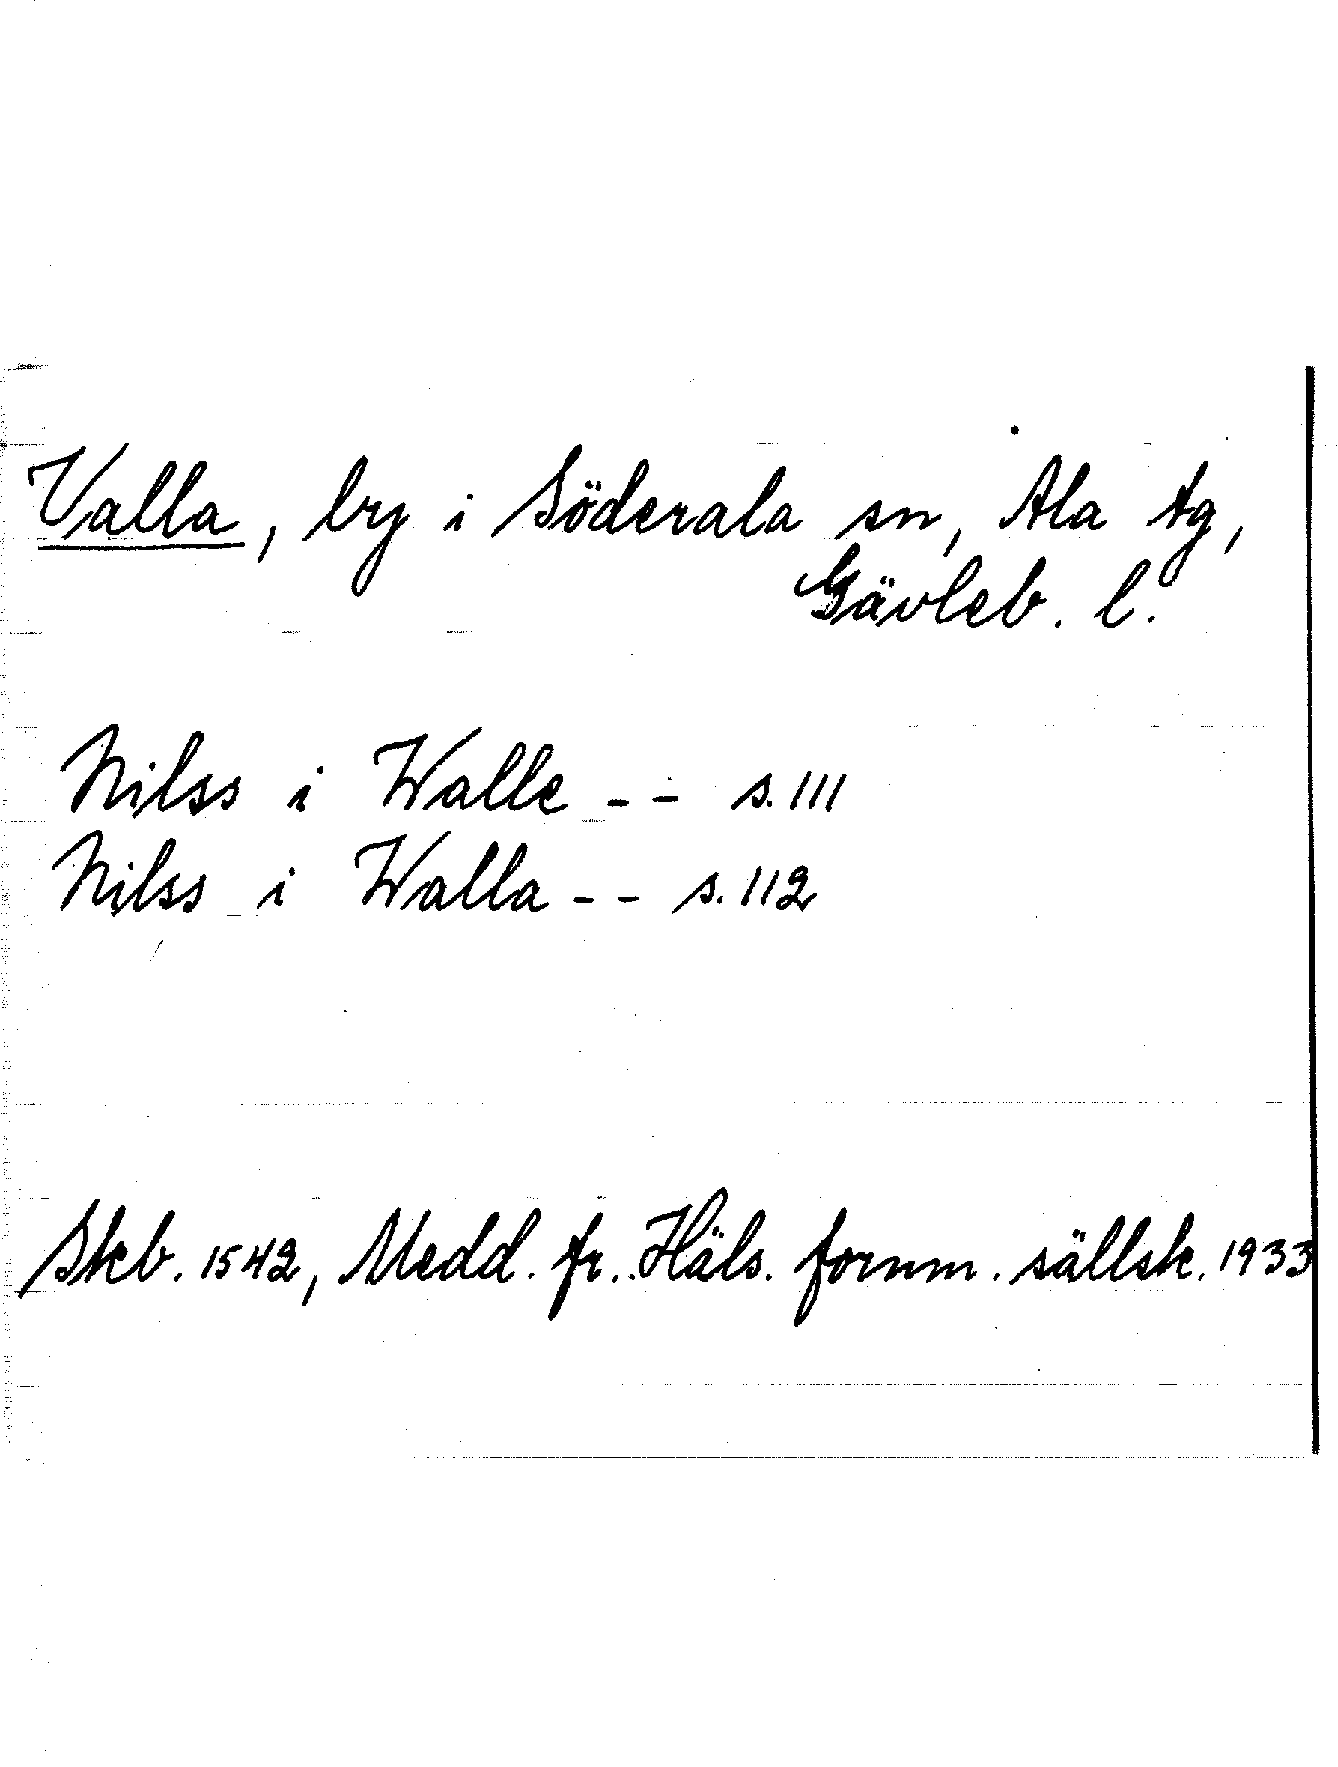 Valla, by i Söderala sn, Ala tg,
Gävleb. l.
Nilss i Walle -- s. 111
Nilss i Walla -- s. 112
Skb. 1542, Medd. fr. Häls. fornm. sällsk. 1933